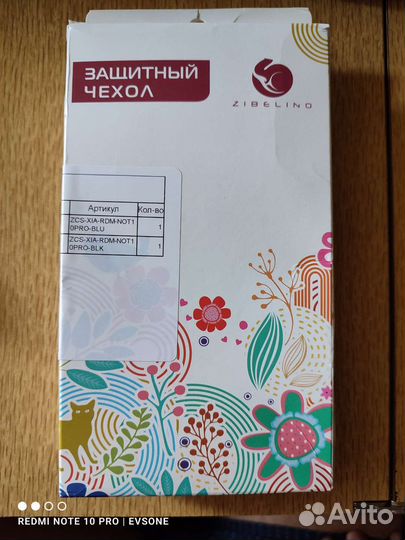 ЗАЩИТНЫЙ
ЧЕХОЛ
ZIBELINO
Артикул Кол-во
ZCS-XIA-RDM-NOT1
0PRO-BLU 1
ZCS-XIA-RDM-NOT1
0PRO-BLK 1
REDMI NOTE 10 PRO | EVSONE
Avito